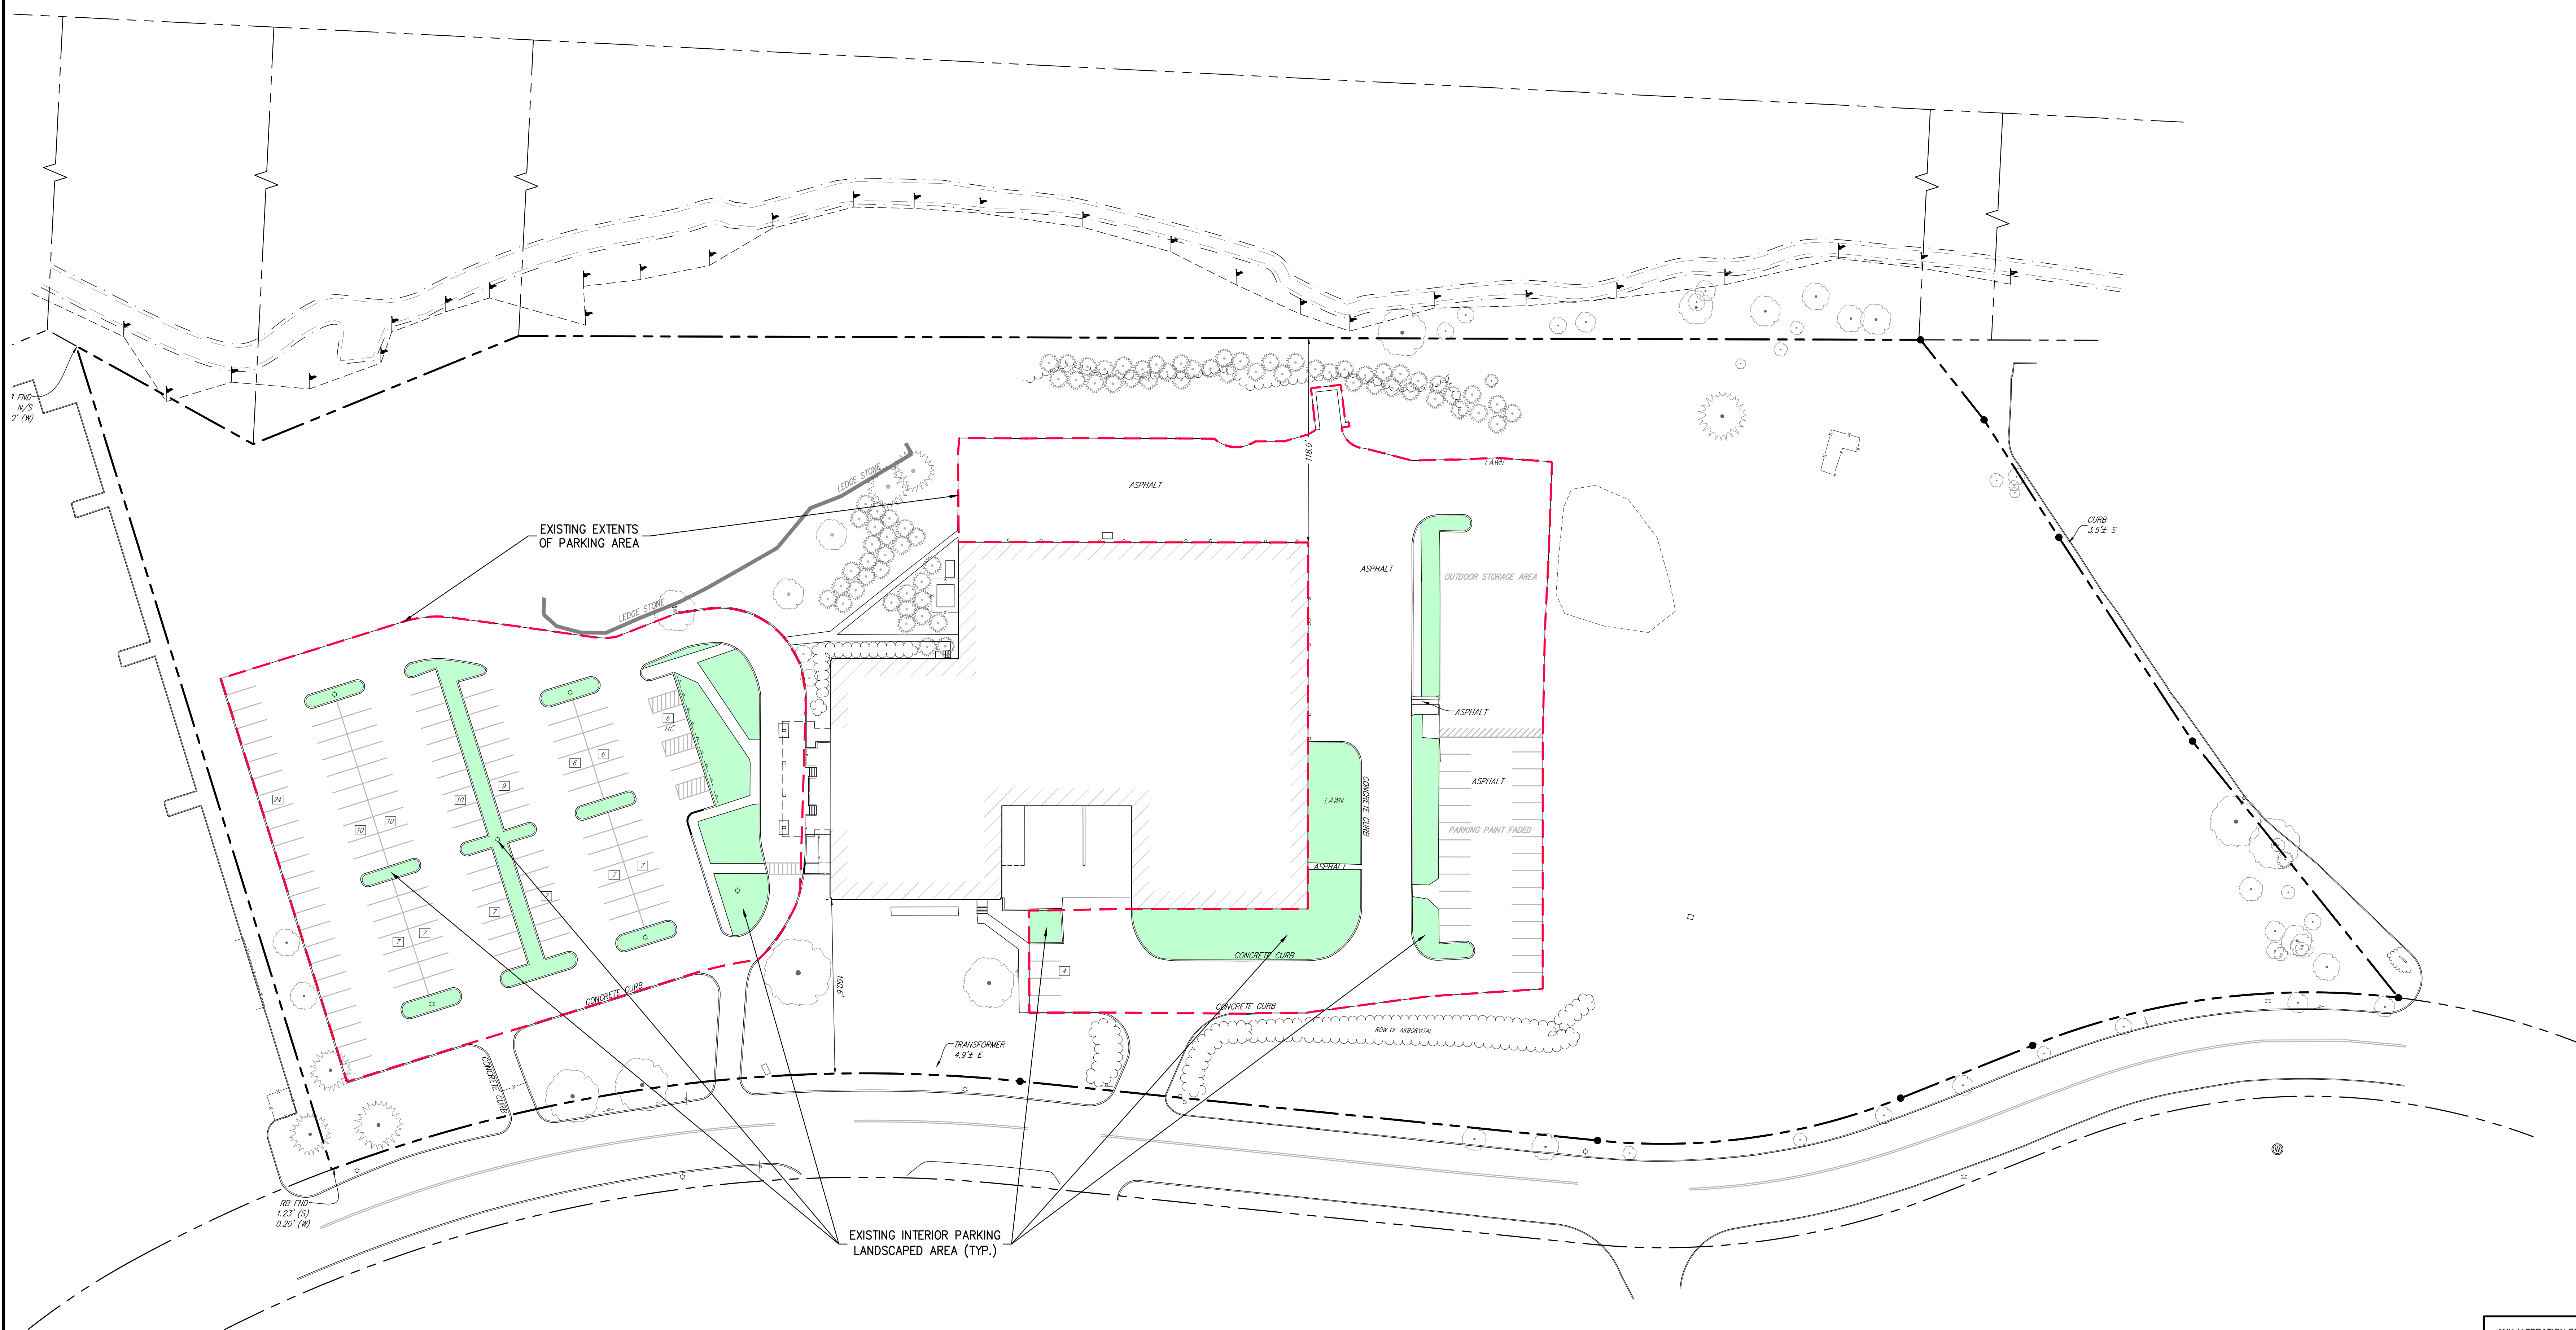 FND
N/S
0' (W)
LEDGE STONE
ASPHALT
118.0'
LAWN
EXISTING EXTENTS
OF PARKING AREA
CURB
3.5'± S
ASPHALT
OUTDOOR STORAGE AREA
LEDGE STONE
6
HC
ASPHALT
6
6
9
10
24
10
10
ASPHALT
LAWN
CONCRETE CURB
PARKING PAINT FADED
ASPHALT
7
7
7
7
7
7
CONCRETE CURB
4
100.6'
CONCRETE CURB
CONCRETE CURB
ROW OF ARBORVITAE
TRANSFORMER
4.9'± E
CONCRETE CURB
W
RB FND
1.23' (S)
0.20' (W)
EXISTING INTERIOR PARKING
LANDSCAPED AREA (TYP.)